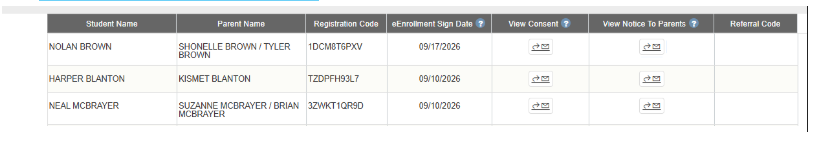 Student Name Parent Name Registration Code eEnrollment Sign Date ? View Consent ? View Notice To Parents ? Referral Code
NOLAN BROWN SHONELLE BROWN / TYLER BROWN 1DCM8T6PXV 09/17/2026
HARPER BLANTON KISMET BLANTON TZDPFH93L7 09/10/2026
NEAL MCBRAYER SUZANNE MCBRAYER / BRIAN MCBRAYER 3ZWKT1QR9D 09/10/2026